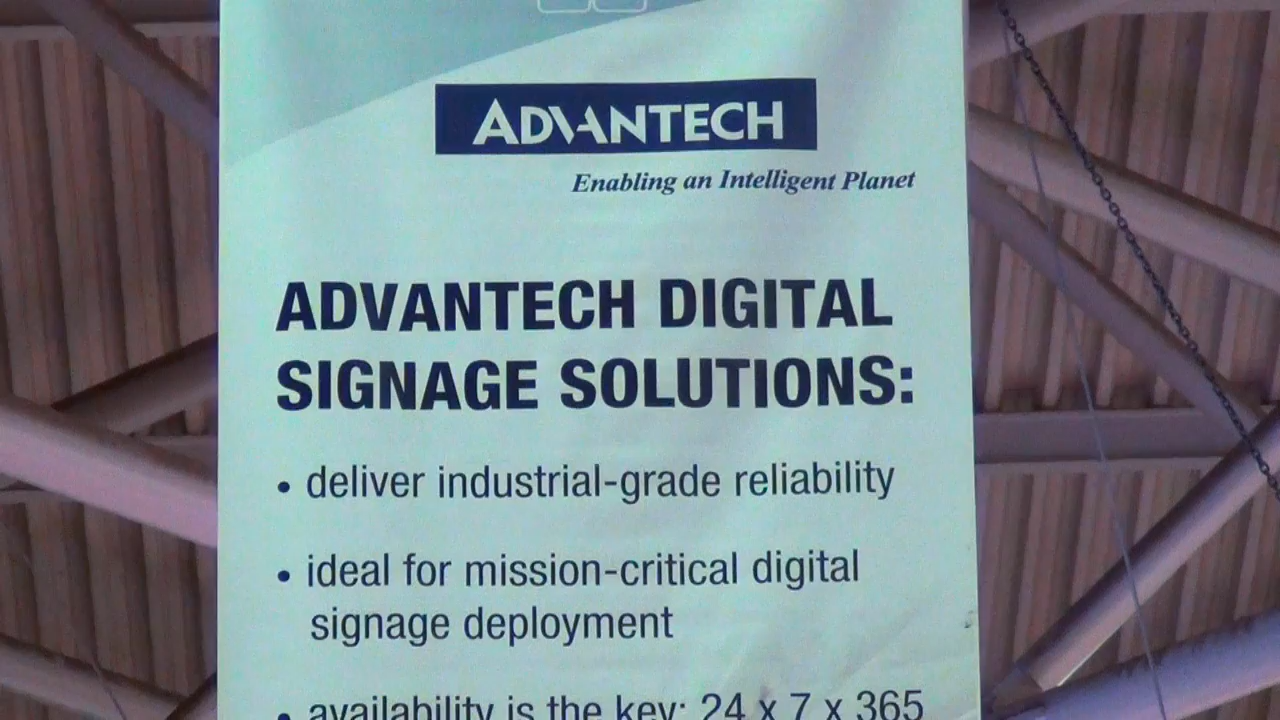 ADVANTECH
Enabling an Intelligent Planet
ADVANTECH DIGITAL
SIGNAGE SOLUTIONS:
• deliver industrial-grade reliability
• ideal for mission-critical digital
signage deployment
• availability is the key: 24 x 7 x 365